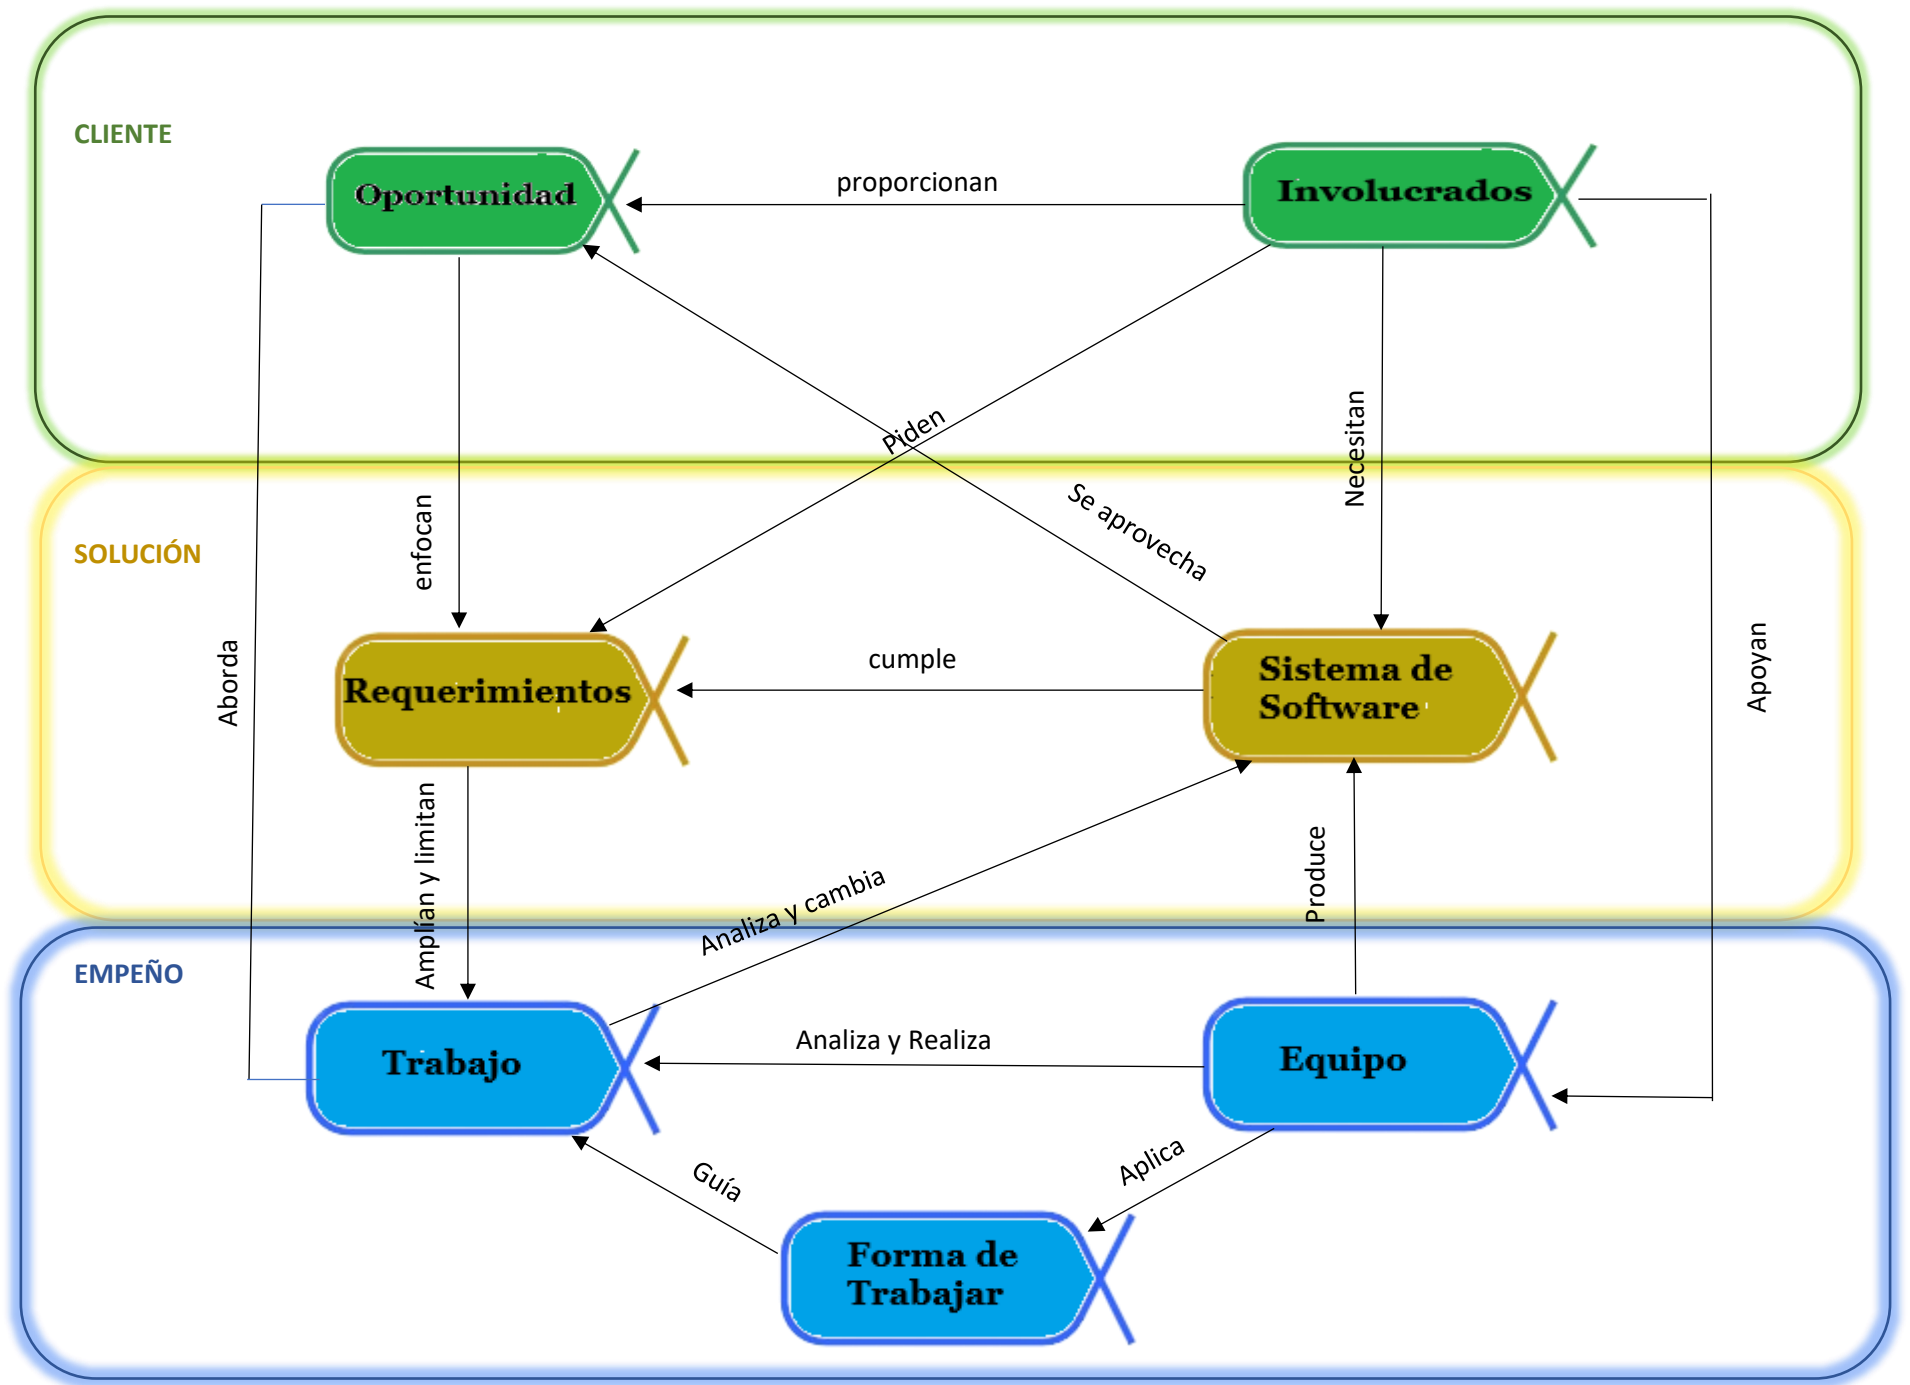 CLIENTE
Oportunidad
proporcionan
Involucrados
Piden
Necesitan
Se aprovecha
enfocan
SOLUCIÓN
Aborda
Requerimientos
cumple
Sistema de
Software
Apoyan
Amplían y limitan
Analiza y cambia
Produce
EMPEÑO
Trabajo
Analiza y Realiza
Equipo
Guía
Aplica
Forma de
Trabajar